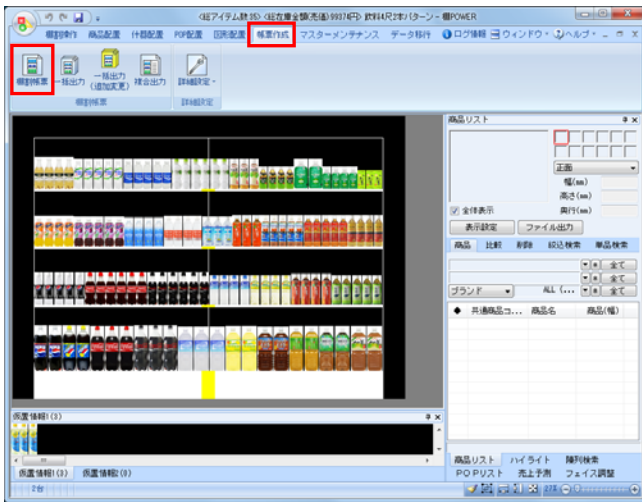 <総アイテム数:35> <総在庫金額(売価):99376円> 飲料4尺2本パターン - 棚POWER
棚割操作 商品配置 什器配置 POP配置 図形配置 帳票作成 マスターメンテナンス データ移行 ログ情報 ウィンドウ ヘルプ
棚割帳票 一括出力 一括出力(追加変更) 複合出力 詳細設定
棚割帳票 詳細設定
商品リスト
正面
幅(mm)
高さ(mm)
全体表示 奥行(mm)
表示設定 ファイル出力
商品 比較 削除 絞込検索 単品検索
全て
全て
ブランド ALL (... 全て
◆ 共通商品コ... 商品名 商品(幅)
仮置情報1(3)
仮置情報1(3) 仮置情報2(0)
商品リスト ハイライト 陳列検索
POPリスト 売上予測 フェイス調整
2台 27%